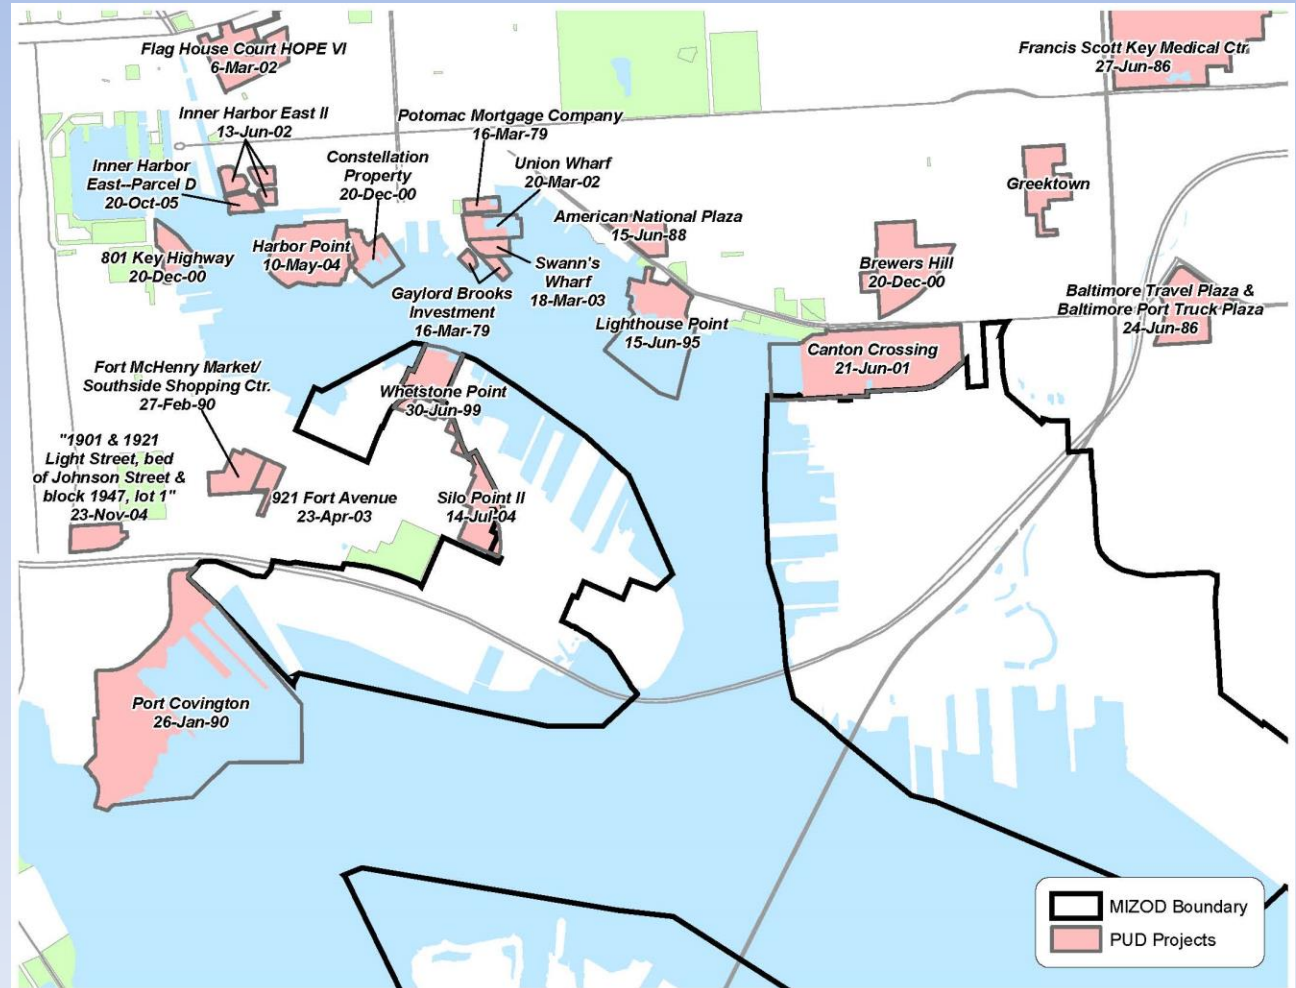 Flag House Court HOPE VI
6-Mar-02
Francis Scott Key Medical Ctr.
27-Jun-86
Inner Harbor East II
13-Jun-02
Potomac Mortgage Company
16-Mar-79
Inner Harbor
East--Parcel D
20-Oct-05
Constellation
Property
20-Dec-00
Union Wharf
20-Mar-02
Greektown
American National Plaza
15-Jun-88
801 Key Highway
20-Dec-00
Harbor Point
10-May-04
Swann's
Wharf
18-Mar-03
Brewers Hill
20-Dec-00
Gaylord Brooks
Investment
16-Mar-79
Baltimore Travel Plaza &
Baltimore Port Truck Plaza
24-Jun-86
Lighthouse Point
15-Jun-95
Canton Crossing
21-Jun-01
Fort McHenry Market/
Southside Shopping Ctr.
27-Feb-90
Whetstone Point
30-Jun-99
"1901 & 1921
Light Street, bed
of Johnson Street &
block 1947, lot 1"
23-Nov-04
921 Fort Avenue
23-Apr-03
Silo Point II
14-Jul-04
Port Covington
26-Jan-90
MIZOD Boundary
PUD Projects